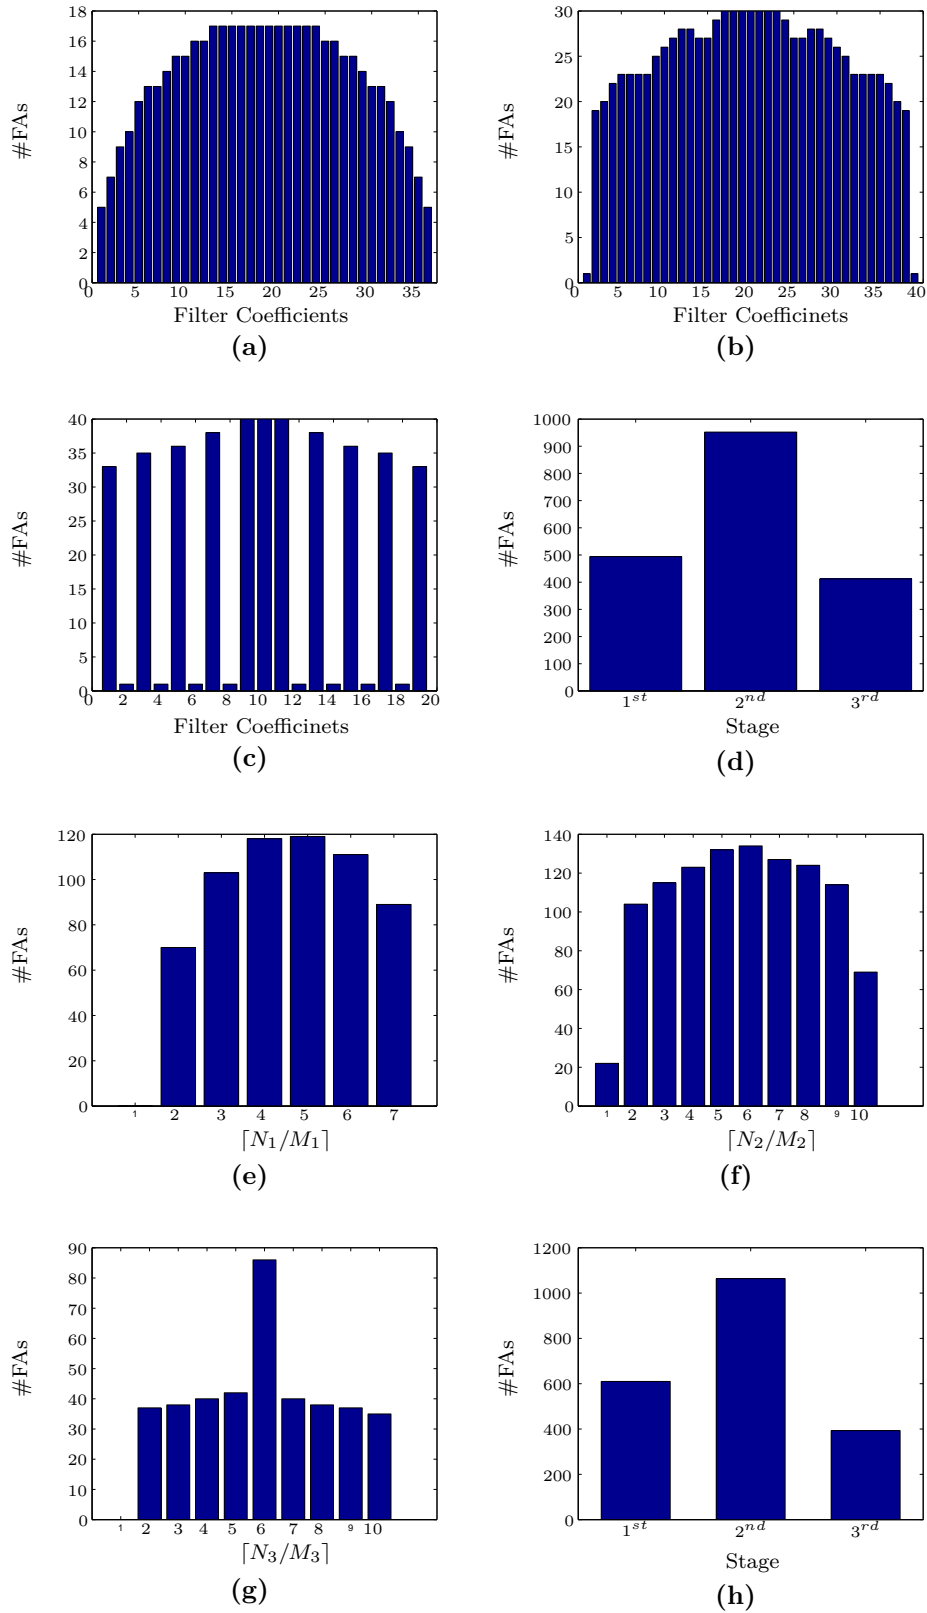 18
16
14
12
10
8
6
4
2
0
#FAs
0 5 10 15 20 25 30 35
Filter Coefficients
(a)
30
25
20
15
10
5
0
#FAs
0 5 10 15 20 25 30 35 40
Filter Coefficinets
(b)
40
35
30
25
20
15
10
5
0
#FAs
2 4 6 8 10 12 14 16 18 20
Filter Coefficinets
(c)
1000
900
800
700
600
500
400
300
200
100
0
#FAs
1st 2nd 3rd
Stage
(d)
120
100
80
60
40
20
0
#FAs
1 2 3 4 5 6 7
⌈N1/M1⌉
(e)
140
120
100
80
60
40
20
0
#FAs
1 2 3 4 5 6 7 8 9 10
⌈N2/M2⌉
(f)
90
80
70
60
50
40
30
20
10
0
#FAs
1 2 3 4 5 6 7 8 9 10
⌈N3/M3⌉
(g)
1200
1000
800
600
400
200
0
#FAs
1st 2nd 3rd
Stage
(h)